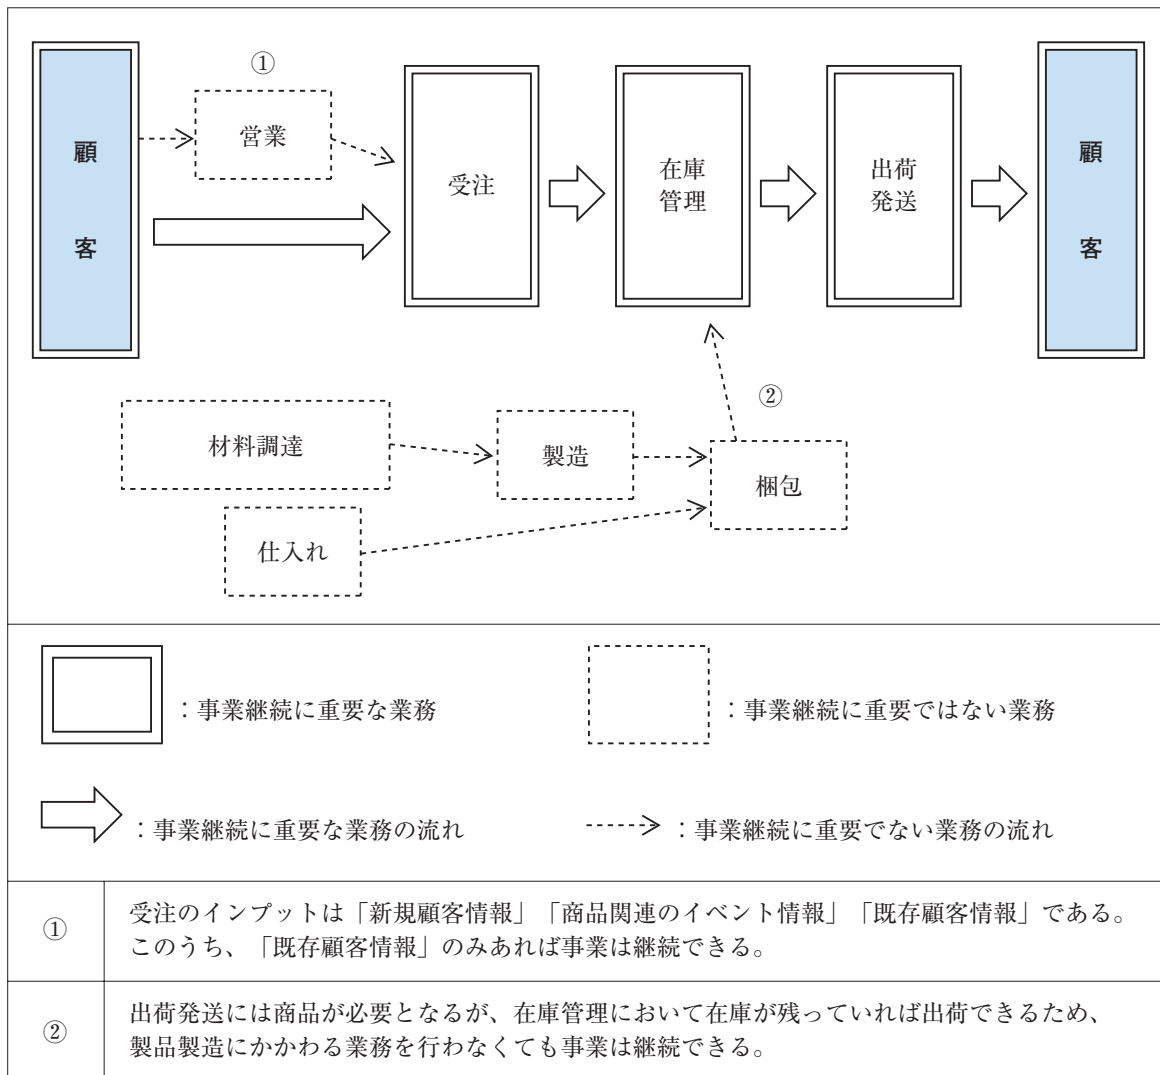 ①
顧客
営業
受注
在庫
管理
出荷
発送
顧客
②
材料調達
製造
梱包
仕入れ
：事業継続に重要な業務
：事業継続に重要ではない業務
：事業継続に重要な業務の流れ
：事業継続に重要でない業務の流れ
①
受注のインプットは「新規顧客情報」「商品関連のイベント情報」「既存顧客情報」である。
このうち、「既存顧客情報」のみあれば事業は継続できる。
②
出荷発送には商品が必要となるが、在庫管理において在庫が残っていれば出荷できるため、
製品製造にかかわる業務を行わなくても事業は継続できる。